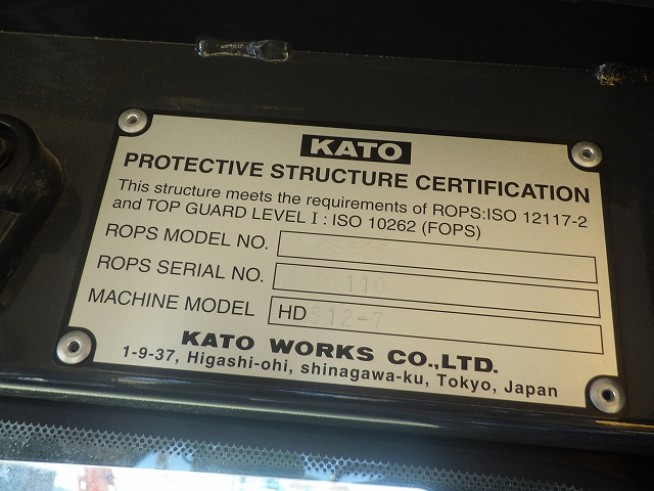 KATO
PROTECTIVE STRUCTURE CERTIFICATION
This structure meets the requirements of ROPS:ISO 12117-2
and TOP GUARD LEVEL I : ISO 10262 (FOPS)
ROPS MODEL NO.
ROPS SERIAL NO.
MACHINE MODEL HD512-7
KATO WORKS CO.,LTD.
1-9-37, Higashi-ohi, shinagawa-ku, Tokyo, Japan